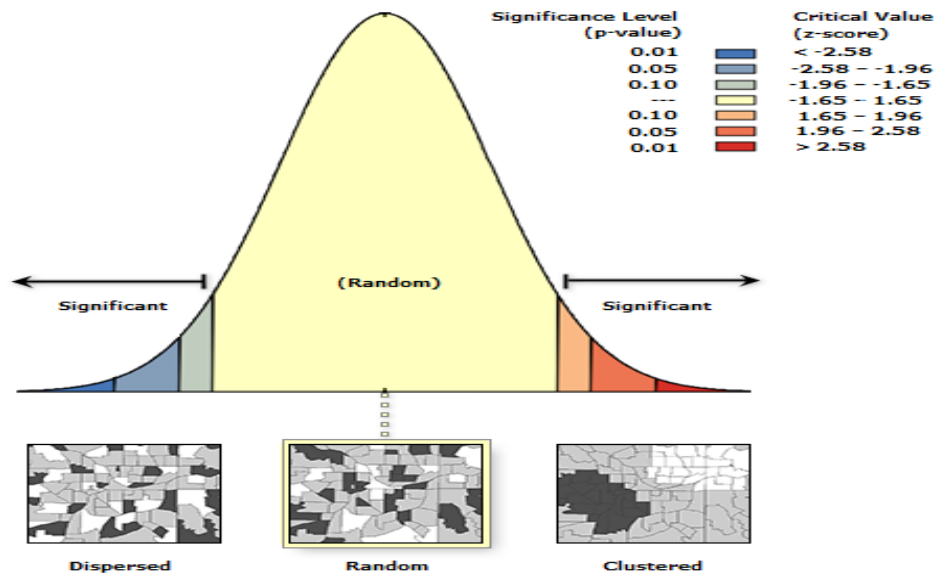 Significance Level Critical Value
(p-value) (z-score)
0.01 < -2.58
0.05 -2.58 – -1.96
0.10 -1.96 – -1.65
--- -1.65 - 1.65
0.10 1.65 – 1.96
0.05 1.96 – 2.58
0.01 > 2.58
(Random)
Significant Significant
Dispersed Random Clustered